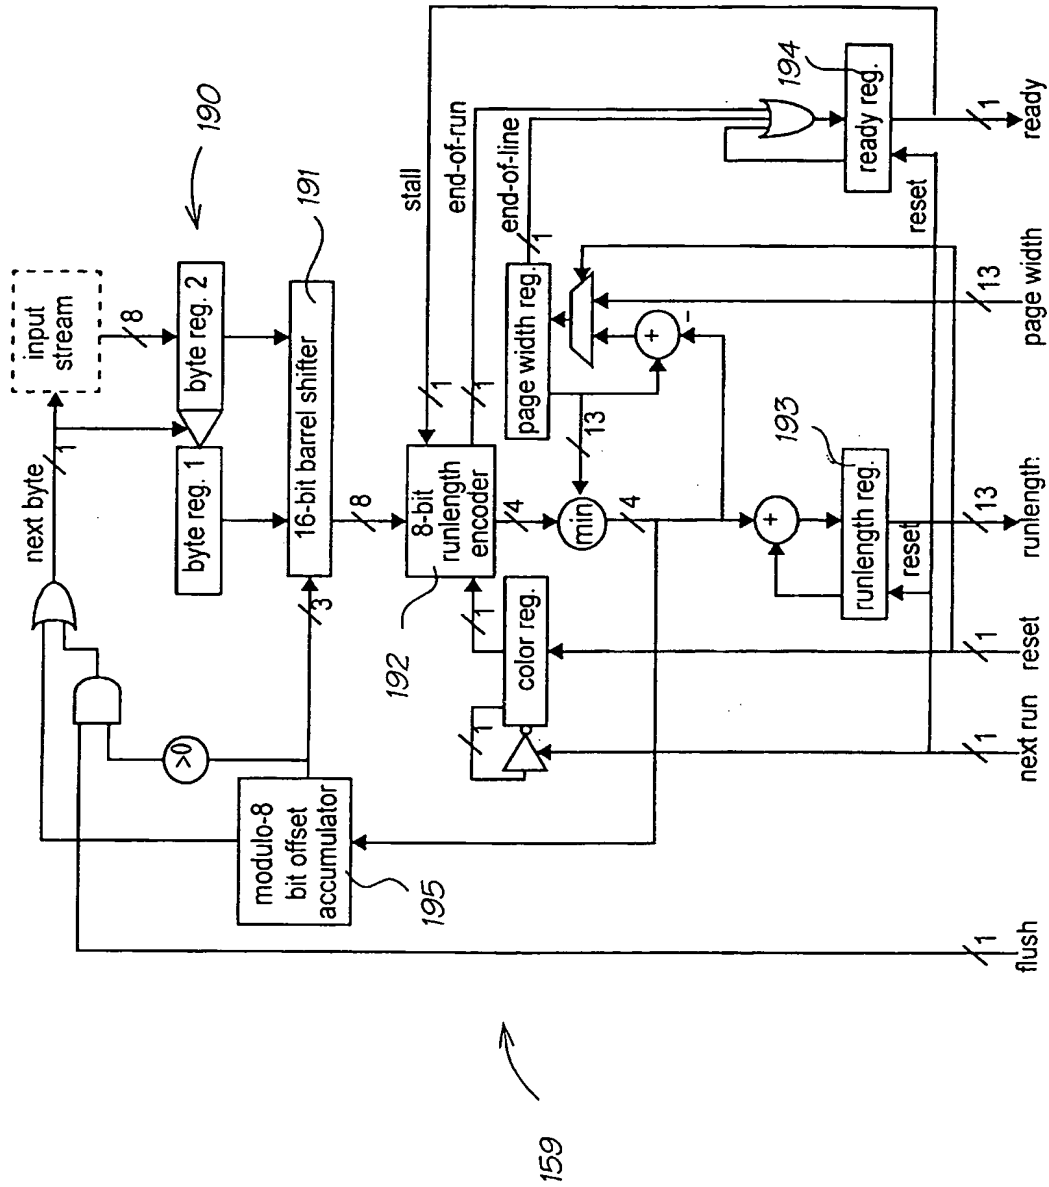 input
stream
190
next byte
1
8
byte reg. 1
byte reg. 2
191
16-bit barrel shifter
>0
3
8
modulo-8
bit offset
accumulator
195
stall
1
end-of-run
1
8-bit
runlength
encoder
192
4
1
color reg.
1
min
4
13
page width reg.
1
end-of-line
+
-
+
193
runlength reg.
reset
194
ready reg.
reset
159
1
flush
1
next run
1
reset
13
runlength
13
page width
1
ready